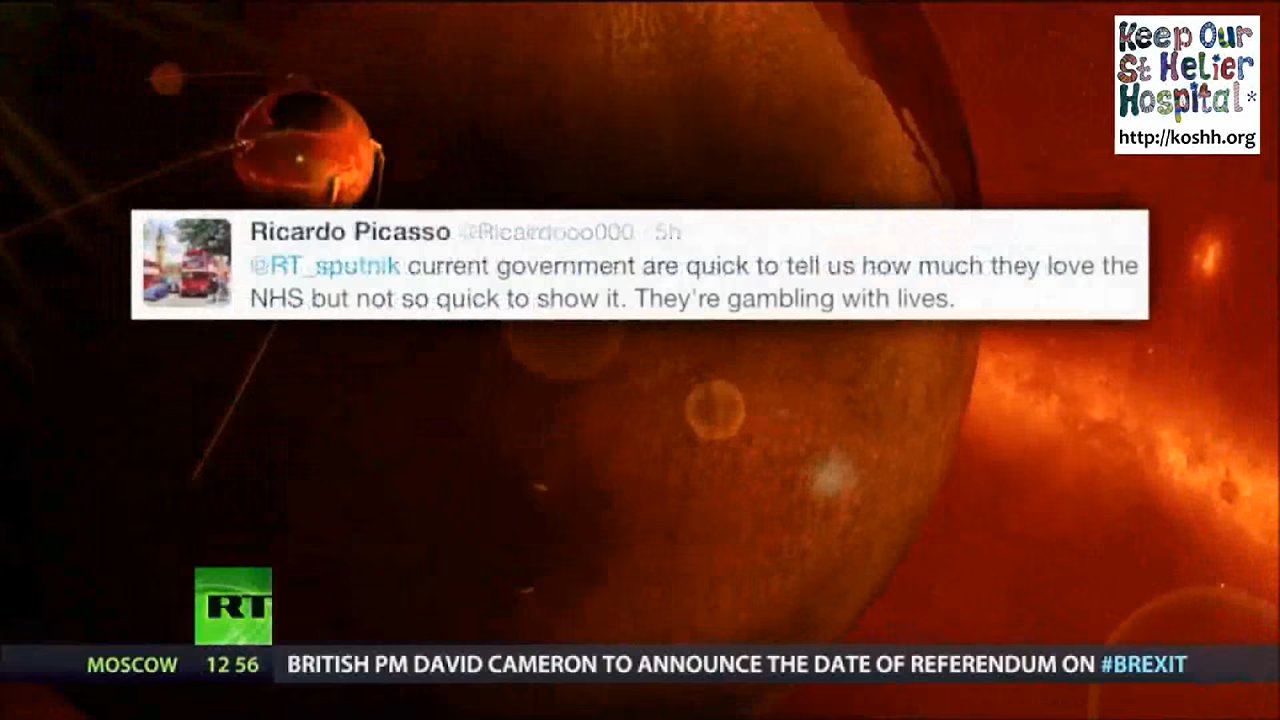 Keep Our
St Helier
Hospital*
http://koshh.org
Ricardo Picasso @Ricardooo000 · 5h
@RT_sputnik current government are quick to tell us how much they love the
NHS but not so quick to show it. They're gambling with lives.
RT
MOSCOW 12 56 BRITISH PM DAVID CAMERON TO ANNOUNCE THE DATE OF REFERENDUM ON #BREXIT